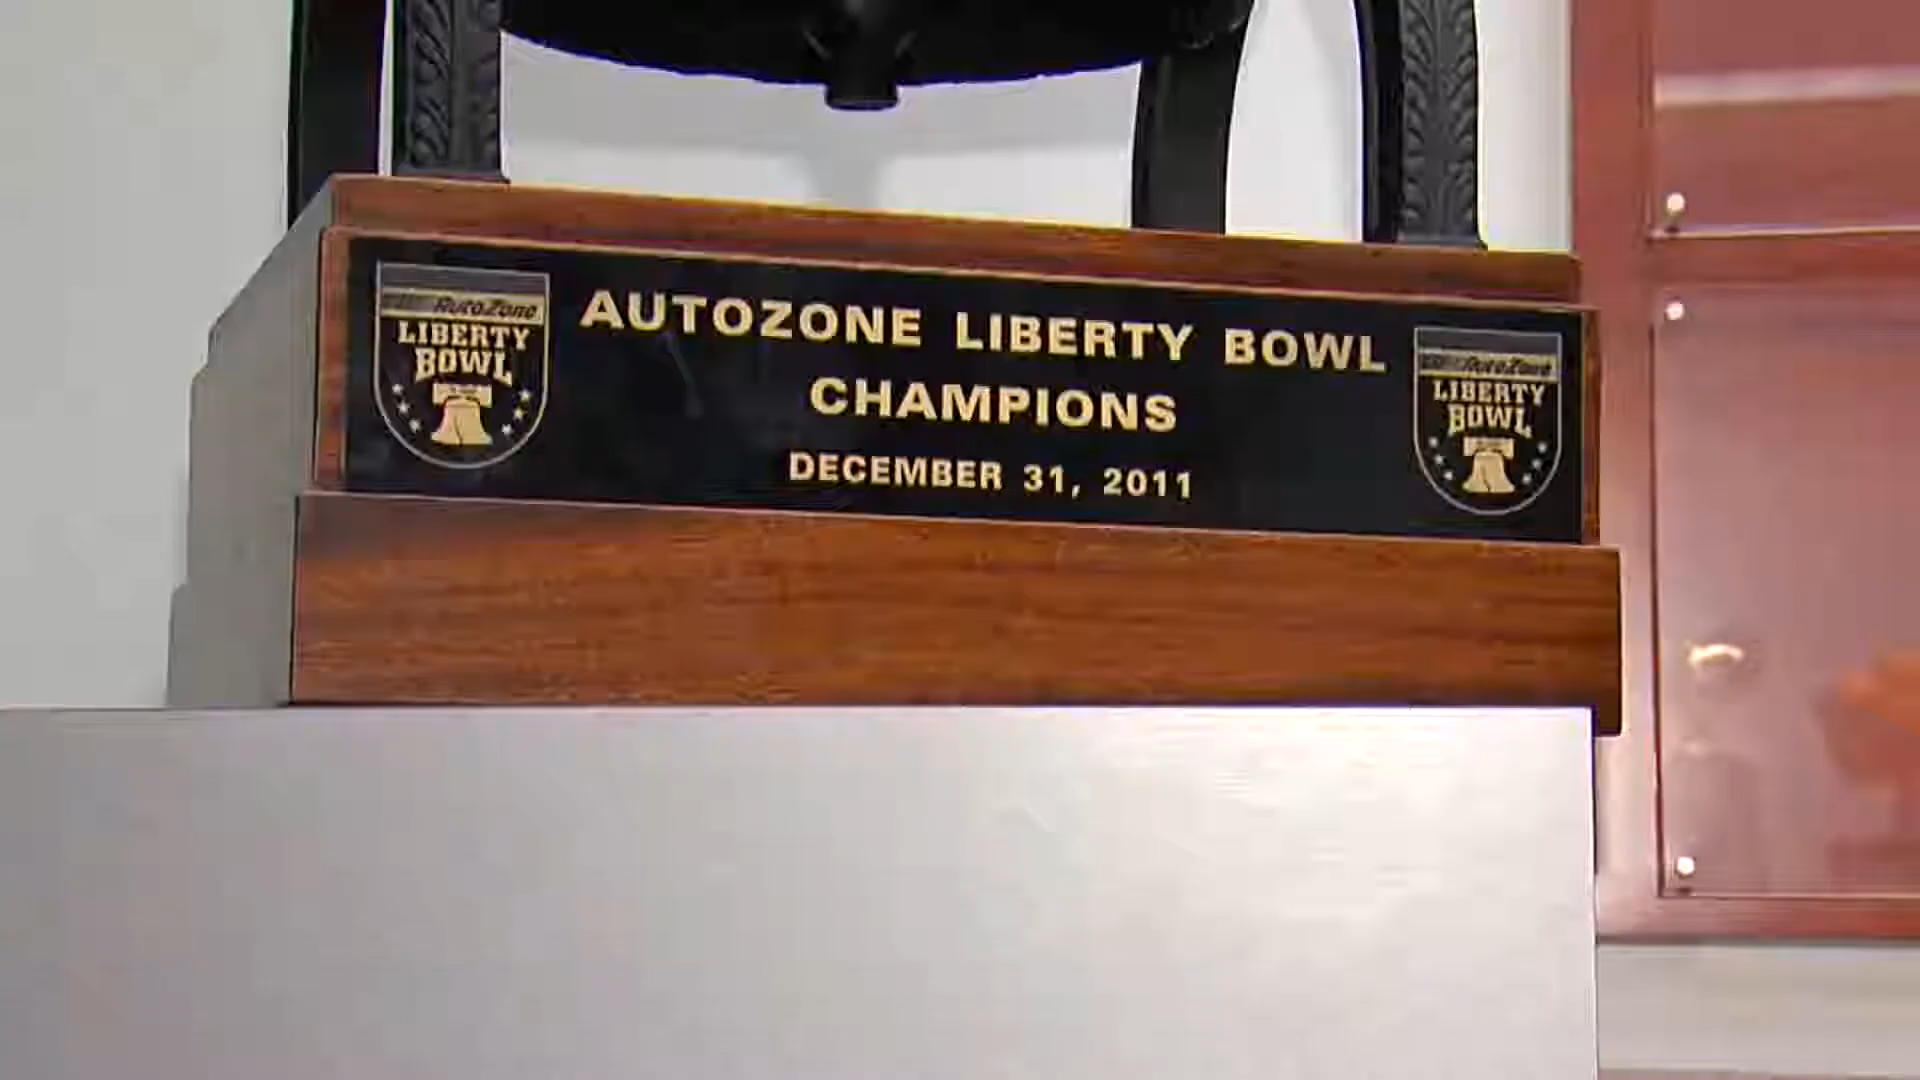 AutoZone
LIBERTY
BOWL
AUTOZONE LIBERTY BOWL
CHAMPIONS
DECEMBER 31, 2011
AutoZone
LIBERTY
BOWL